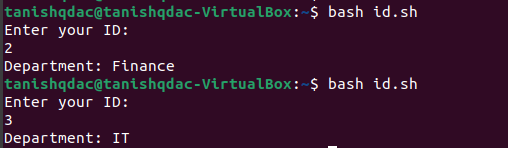 tanishqdac@tanishqdac-VirtualBox:~$ bash id.sh
Enter your ID:
2
Department: Finance
tanishqdac@tanishqdac-VirtualBox:~$ bash id.sh
Enter your ID:
3
Department: IT